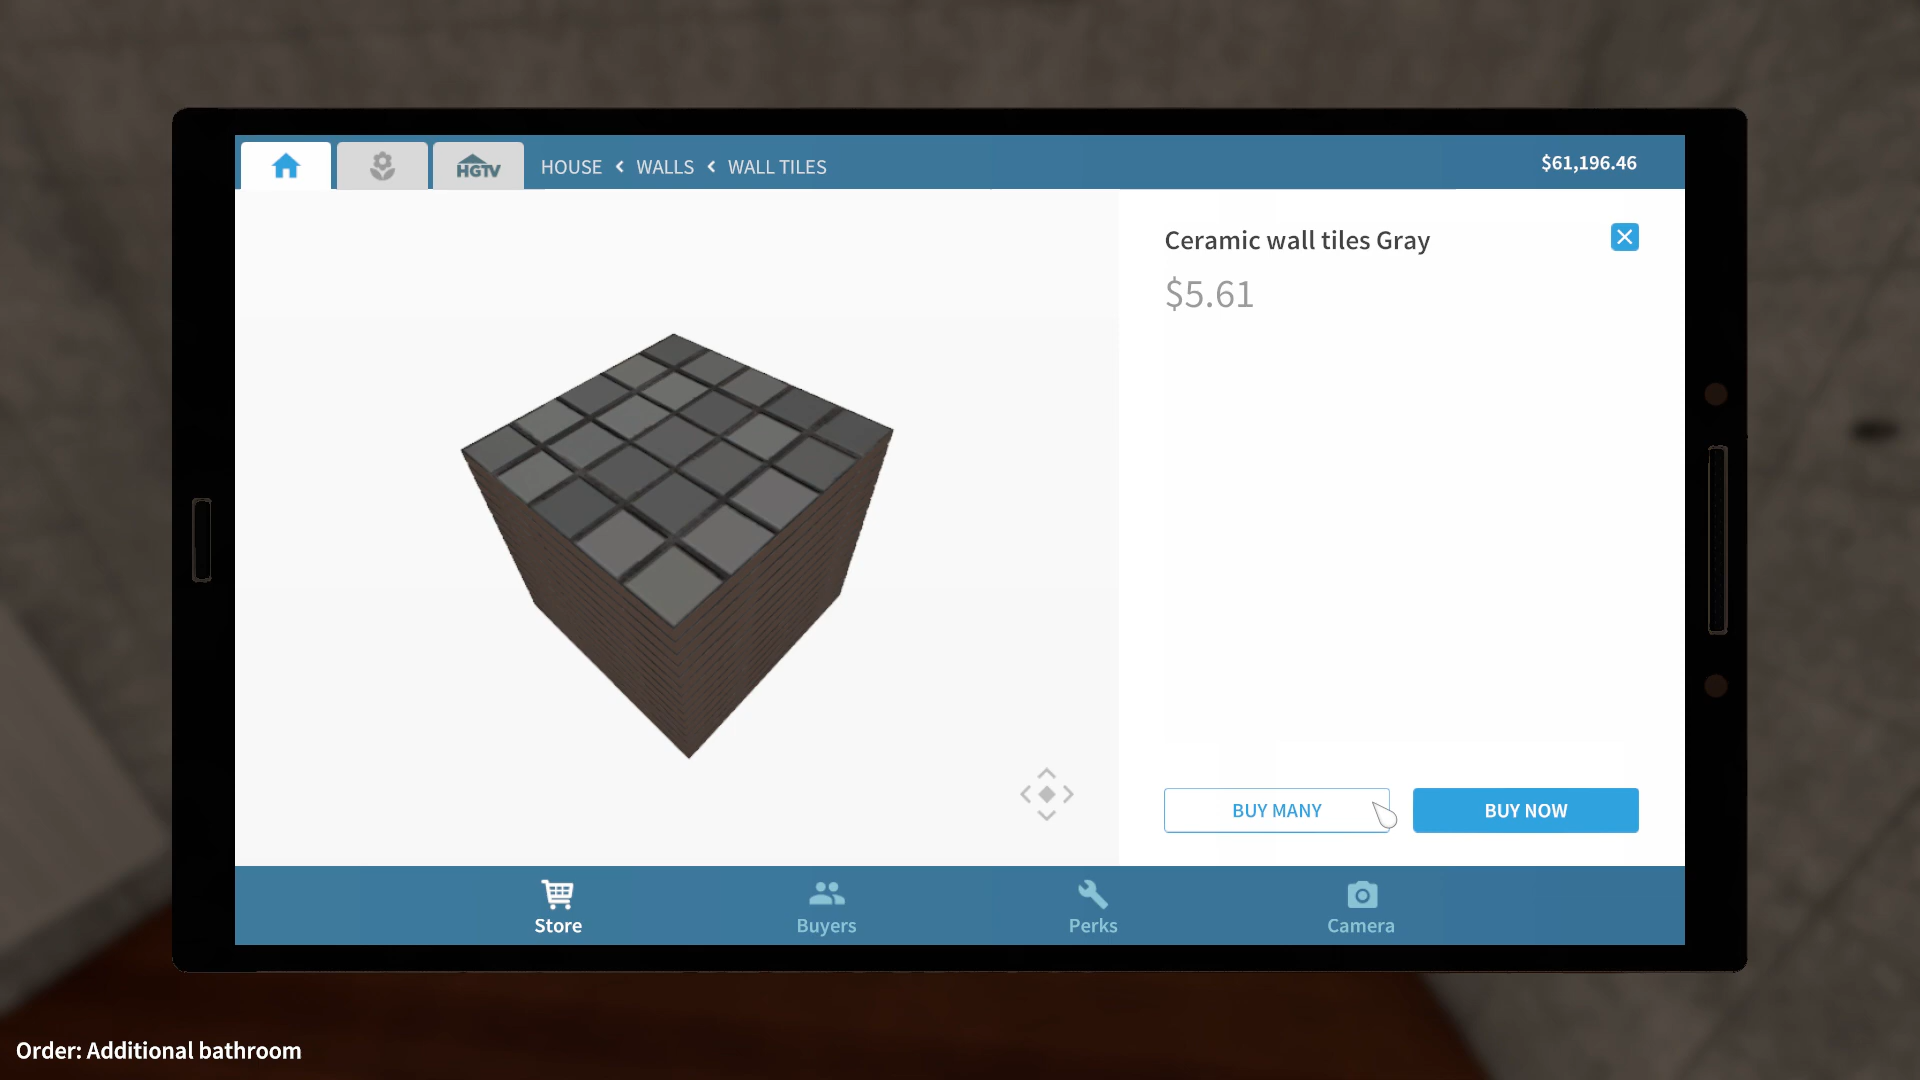 HGTV
HOUSE < WALLS < WALL TILES
$61,196.46
Ceramic wall tiles Gray
$5.61
BUY MANY
BUY NOW
Store
Buyers
Perks
Camera
Order: Additional bathroom